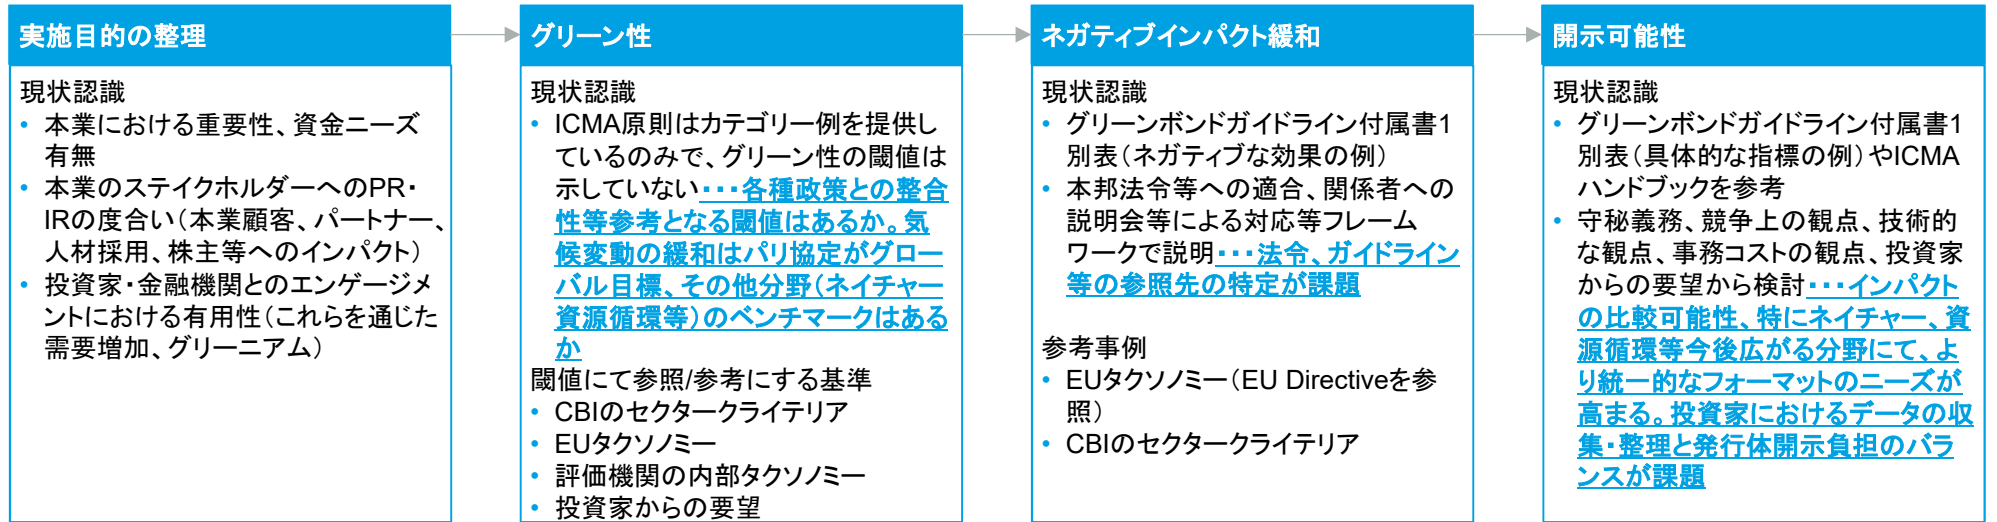 実施目的の整理
現状認識
• 本業における重要性、資金ニーズ
有無
• 本業のステイクホルダーへのPR・
IRの度合い（本業顧客、パートナー、
人材採用、株主等へのインパクト）
• 投資家・金融機関とのエンゲージメ
ントにおける有用性（これらを通じた
需要増加、グリーニアム）
グリーン性
現状認識
• ICMA原則はカテゴリー例を提供し
ているのみで、グリーン性の閾値は
示していない・・・各種政策との整合
性等参考となる閾値はあるか。気
候変動の緩和はパリ協定がグロー
バル目標、その他分野（ネイチャー
資源循環等）のベンチマークはある
か
閾値にて参照/参考にする基準
• CBIのセクタークライテリア
• EUタクソノミー
• 評価機関の内部タクソノミー
• 投資家からの要望
ネガティブインパクト緩和
現状認識
• グリーンボンドガイドライン付属書1
別表（ネガティブな効果の例）
• 本邦法令等への適合、関係者への
説明会等による対応等フレーム
ワークで説明・・・法令、ガイドライン
等の参照先の特定が課題
参考事例
• EUタクソノミー（EU Directiveを参
照）
• CBIのセクタークライテリア
開示可能性
現状認識
• グリーンボンドガイドライン付属書1
別表（具体的な指標の例）やICMA
ハンドブックを参考
• 守秘義務、競争上の観点、技術的
な観点、事務コストの観点、投資家
からの要望から検討・・・インパクト
の比較可能性、特にネイチャー、資
源循環等今後広がる分野にて、よ
り統一的なフォーマットのニーズが
高まる。投資家におけるデータの収
集・整理と発行体開示負担のバラ
ンスが課題